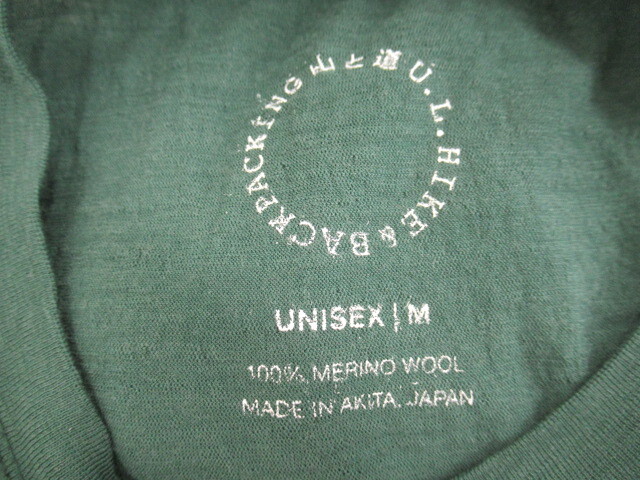 山と道 U.L. HIKE & BACKPACKING
UNISEX | M
100% MERINO WOOL
MADE IN AKITA, JAPAN